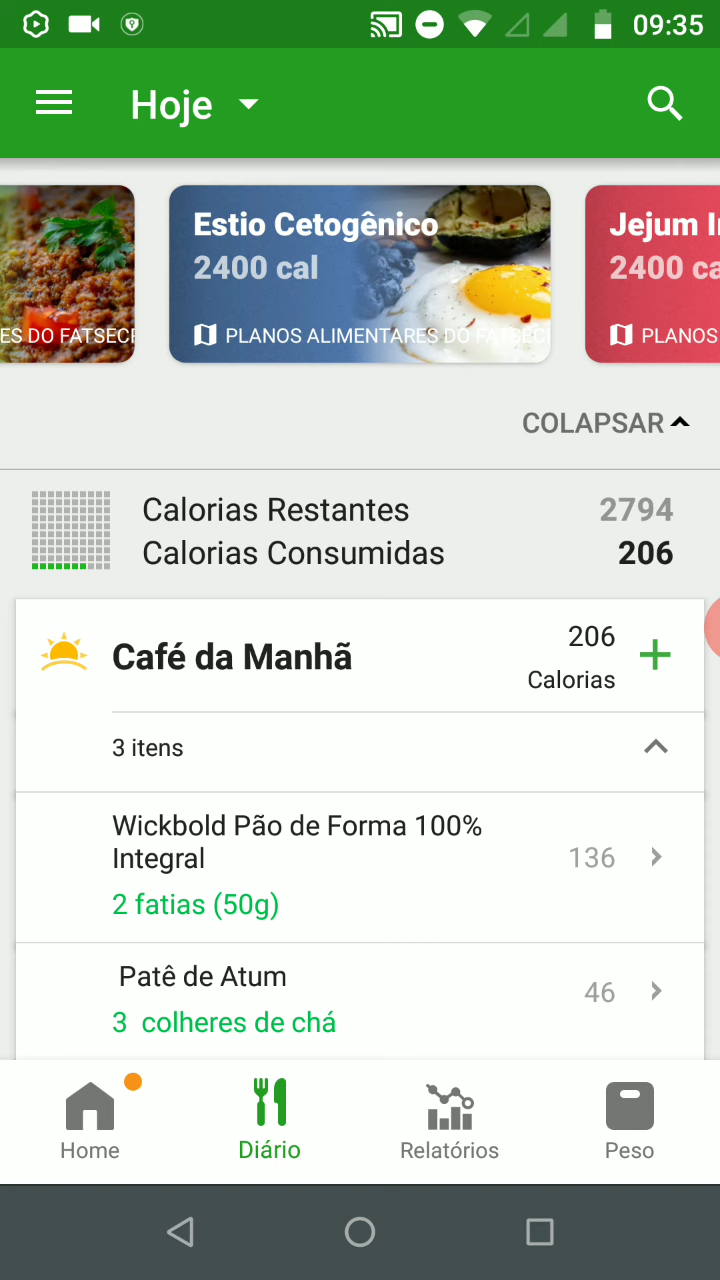 09:35
Hoje
Estio Cetogênico
2400 cal
PLANOS ALIMENTARES DO FATSECR
ES DO FATSECR
Jejum I
2400 ca
PLANOS
COLAPSAR
Calorias Restantes 2794
Calorias Consumidas 206
Café da Manhã
206
Calorias
3 itens
Wickbold Pão de Forma 100%
Integral
136
2 fatias (50g)
Patê de Atum
46
3 colheres de chá
Home
Diário
Relatórios
Peso